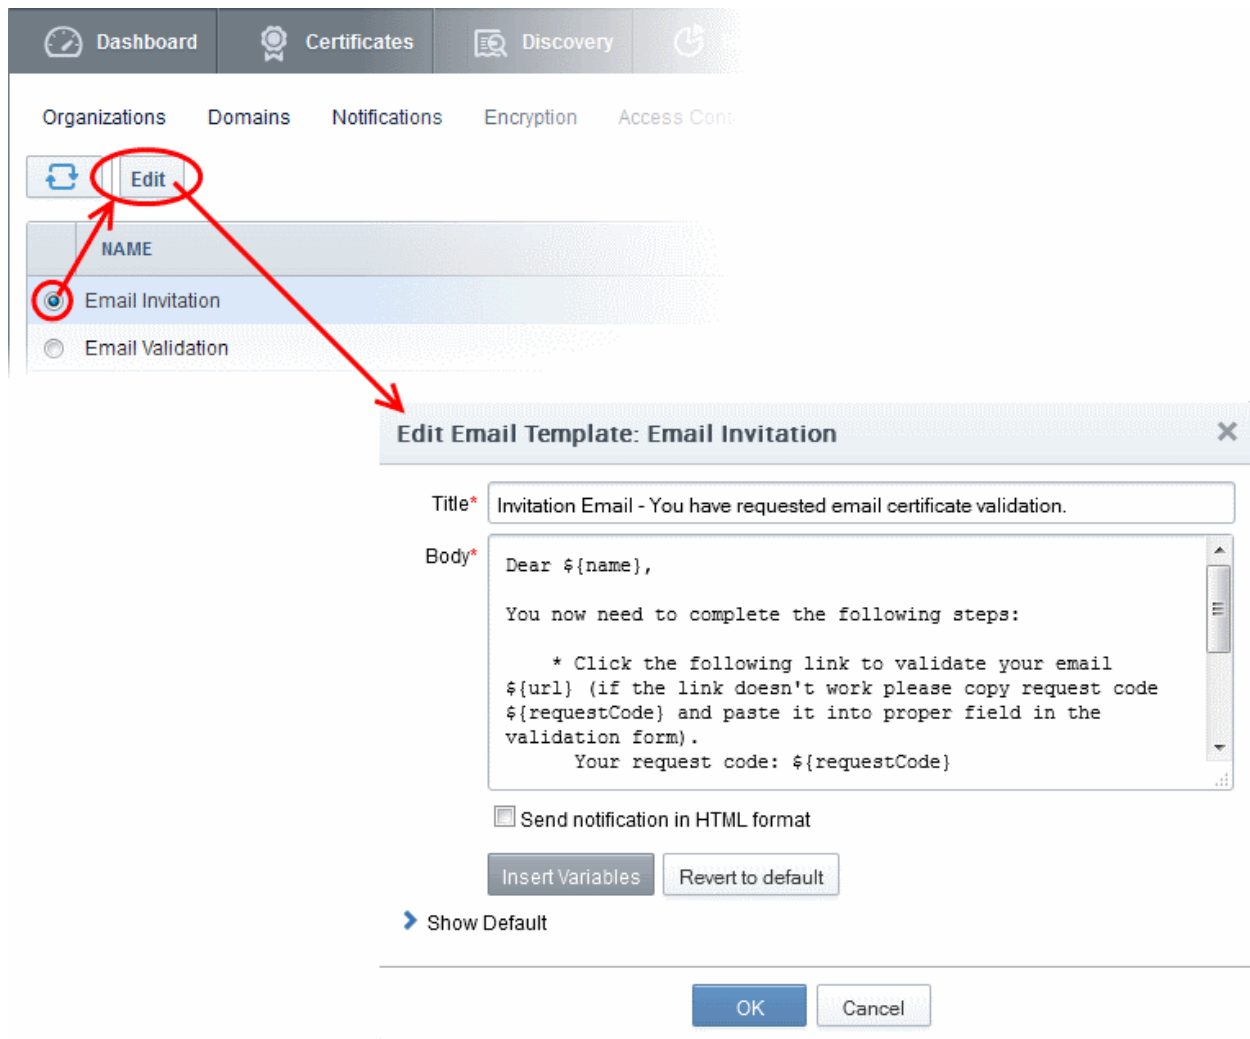 Dashboard Certificates Discovery
Organizations Domains Notifications Encryption Access
Edit
NAME
Email Invitation
Email Validation
Edit Email Template: Email Invitation
Title* Invitation Email - You have requested email certificate validation.
Body* Dear ${name},
You now need to complete the following steps:
* Click the following link to validate your email
${url} (if the link doesn't work please copy request code
${requestCode} and paste it into proper field in the
validation form).
Your request code: ${requestCode}
Send notification in HTML format
Insert Variables Revert to default
Show Default
OK Cancel